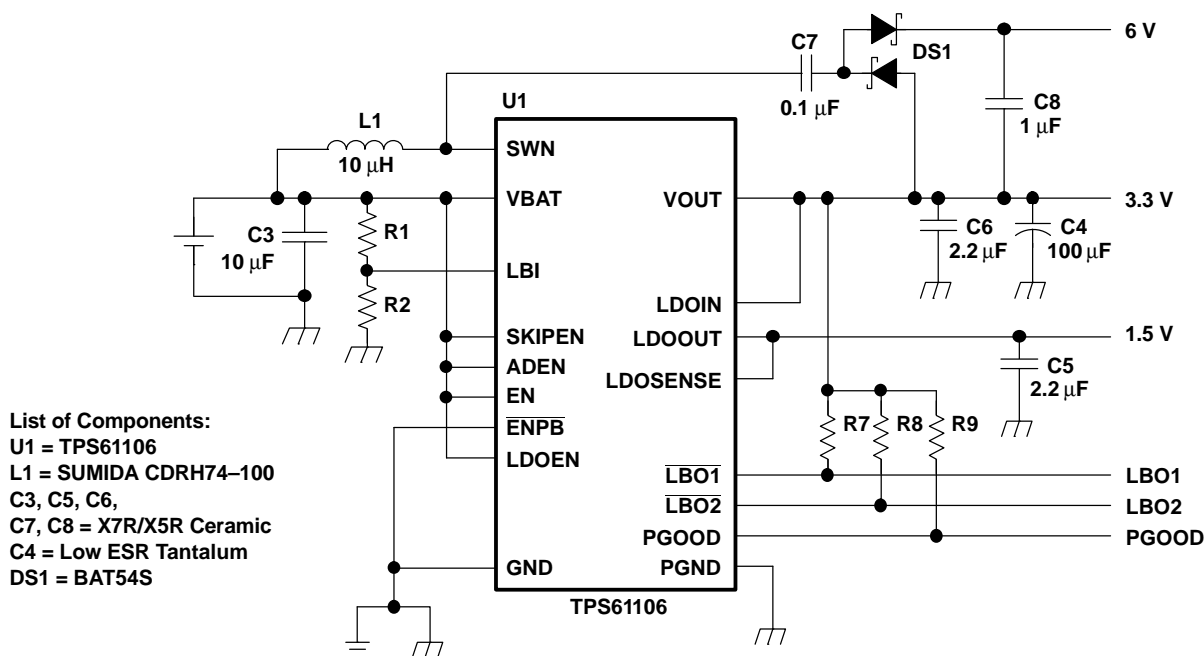 6 V
C7
DS1
0.1 μF
C8
1 μF
U1
L1
10 μH
SWN
VBAT
VOUT
3.3 V
C3
10 μF
R1
C6
2.2 μF
C4
100 μF
LBI
R2
LDOIN
SKIPEN
LDOOUT
1.5 V
ADEN
LDOSENSE
C5
2.2 μF
EN
ENPB
R7
R8
R9
LDOEN
LBO1
LBO1
LBO2
LBO2
PGOOD
PGOOD
GND
PGND
TPS61106
List of Components:
U1 = TPS61106
L1 = SUMIDA CDRH74–100
C3, C5, C6,
C7, C8 = X7R/X5R Ceramic
C4 = Low ESR Tantalum
DS1 = BAT54S